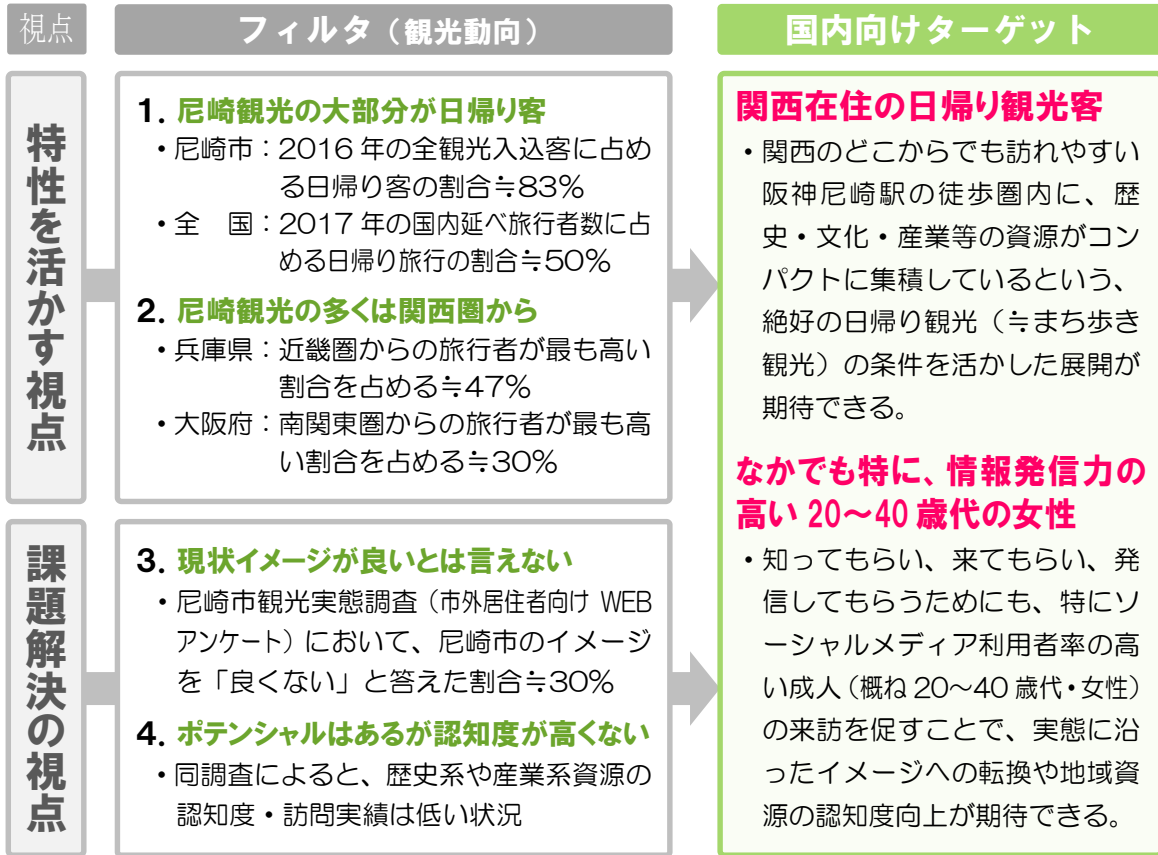 視点
フィルタ（観光動向）
国内向けターゲット
特性を活かす視点
1. 尼崎観光の大部分が日帰り客
・尼崎市：2016 年の全観光入込客に占め
る日帰り客の割合≒83%
・全　国：2017 年の国内延べ旅行者数に占
める日帰り旅行の割合≒50%
2. 尼崎観光の多くは関西圏から
・兵庫県：近畿圏からの旅行者が最も高い
割合を占める≒47%
・大阪府：南関東圏からの旅行者が最も高
い割合を占める≒30%
課題解決の視点
3. 現状イメージが良いとは言えない
・尼崎市観光実態調査（市外居住者向け WEB
アンケート）において、尼崎市のイメージ
を「良くない」と答えた割合≒30%
4. ポテンシャルはあるが認知度が高くない
・同調査によると、歴史系や産業系資源の
認知度・訪問実績は低い状況
関西在住の日帰り観光客
・関西のどこからでも訪れやすい
阪神尼崎駅の徒歩圏内に、歴
史・文化・産業等の資源がコン
パクトに集積しているという、
絶好の日帰り観光（≒まち歩き
観光）の条件を活かした展開が
期待できる。
なかでも特に、情報発信力の
高い 20～40 歳代の女性
・知ってもらい、来てもらい、発
信してもらうためにも、特にソ
ーシャルメディア利用者率の高
い成人（概ね 20～40 歳代・女性）
の来訪を促すことで、実態に沿
ったイメージへの転換や地域資
源の認知度向上が期待できる。